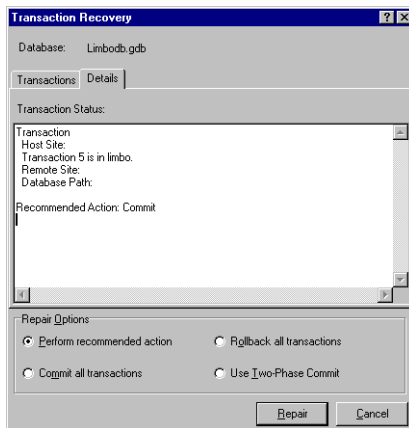 Transaction Recovery
Database: Limbodb.gdb
Transactions Details
Transaction Status:
Transaction
Host Site:
Transaction 5 is in limbo.
Remote Site:
Database Path:
Recommended Action: Commit
Repair Options
Perform recommended action Rollback all transactions
Commit all transactions Use Two-Phase Commit
Repair Cancel